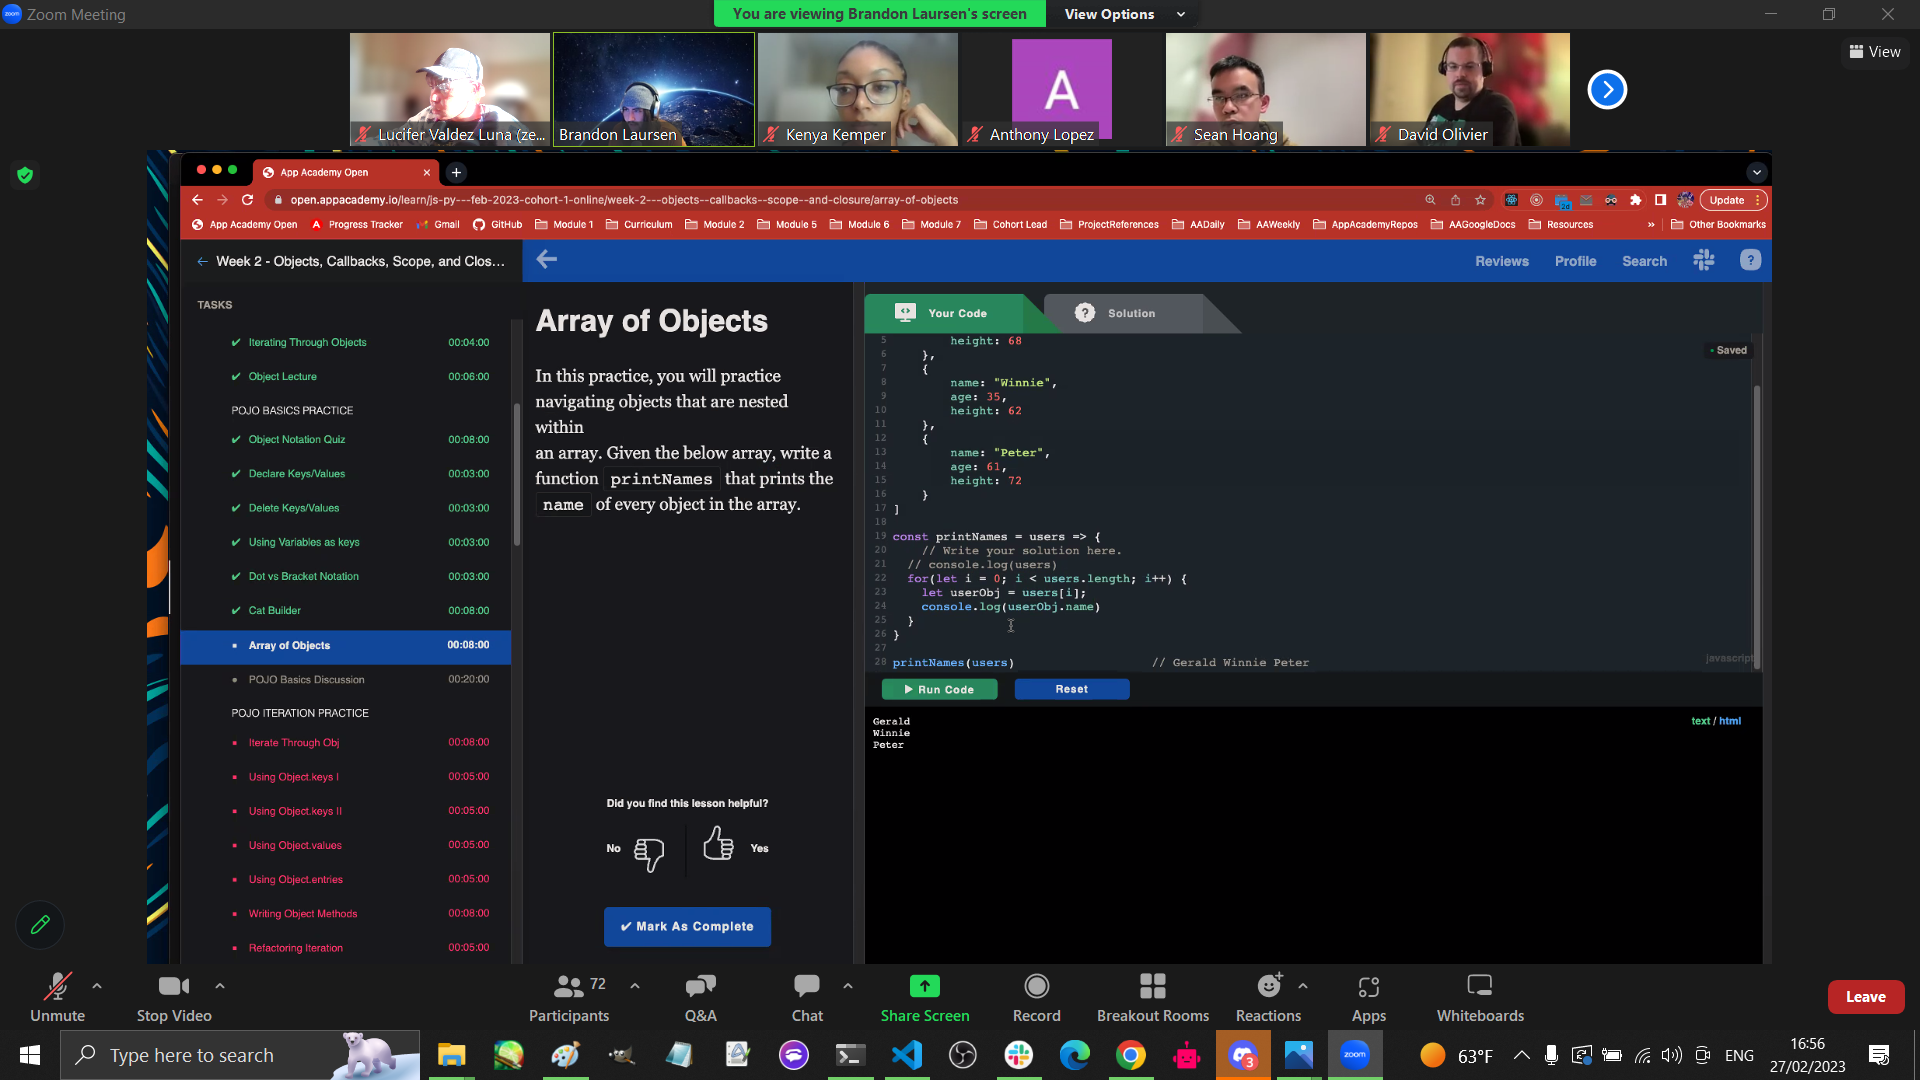 Zoom Meeting
You are viewing Brandon Laursen's screen
View Options
View
Lucifer Valdez Luna (ze...
Brandon Laursen
Kenya Kemper
A
Anthony Lopez
Sean Hoang
David Olivier
App Academy Open
open.appacademy.io/learn/js-py---feb-2023-cohort-1-online/week-2---objects--callbacks--scope--and-closure/array-of-objects
Update
App Academy Open
Progress Tracker
Gmail
GitHub
Module 1
Curriculum
Module 2
Module 5
Module 6
Module 7
Cohort Lead
ProjectReferences
AADaily
AAWeekly
AppAcademyRepos
AAGoogleDocs
Resources
»
Other Bookmarks
Week 2 - Objects, Callbacks, Scope, and Clos...
Reviews
Profile
Search
?
TASKS
Iterating Through Objects 00:04:00
Object Lecture 00:06:00
POJO BASICS PRACTICE
Object Notation Quiz 00:08:00
Declare Keys/Values 00:03:00
Delete Keys/Values 00:03:00
Using Variables as keys 00:03:00
Dot vs Bracket Notation 00:03:00
Cat Builder 00:08:00
Array of Objects 00:08:00
POJO Basics Discussion 00:20:00
POJO ITERATION PRACTICE
Iterate Through Obj 00:08:00
Using Object.keys I 00:05:00
Using Object.keys II 00:05:00
Using Object.values 00:05:00
Using Object.entries 00:05:00
Writing Object Methods 00:08:00
Refactoring Iteration 00:05:00
Array of Objects
In this practice, you will practice
navigating objects that are nested
within
an array. Given the below array, write a
function printNames that prints the
name of every object in the array.
Did you find this lesson helpful?
No
Yes
✔ Mark As Complete
Your Code
? Solution
Saved
5 height: 68
6 },
7 {
8 name: "Winnie",
9 age: 35,
10 height: 62
11 },
12 {
13 name: "Peter",
14 age: 61,
15 height: 72
16 }
17 ]
18
19 const printNames = users => {
20 // Write your solution here.
21 // console.log(users)
22 for(let i = 0; i < users.length; i++) {
23 let userObj = users[i];
24 console.log(userObj.name)
25 }
26 }
27
28 printNames(users) // Gerald Winnie Peter
javascript
Run Code
Reset
Gerald
Winnie
Peter
text / html
Unmute
Stop Video
72
Participants
Q&A
Chat
Share Screen
Record
Breakout Rooms
Reactions
Apps
Whiteboards
Leave
Type here to search
3
zoom
63°F
ENG
16:56
27/02/2023